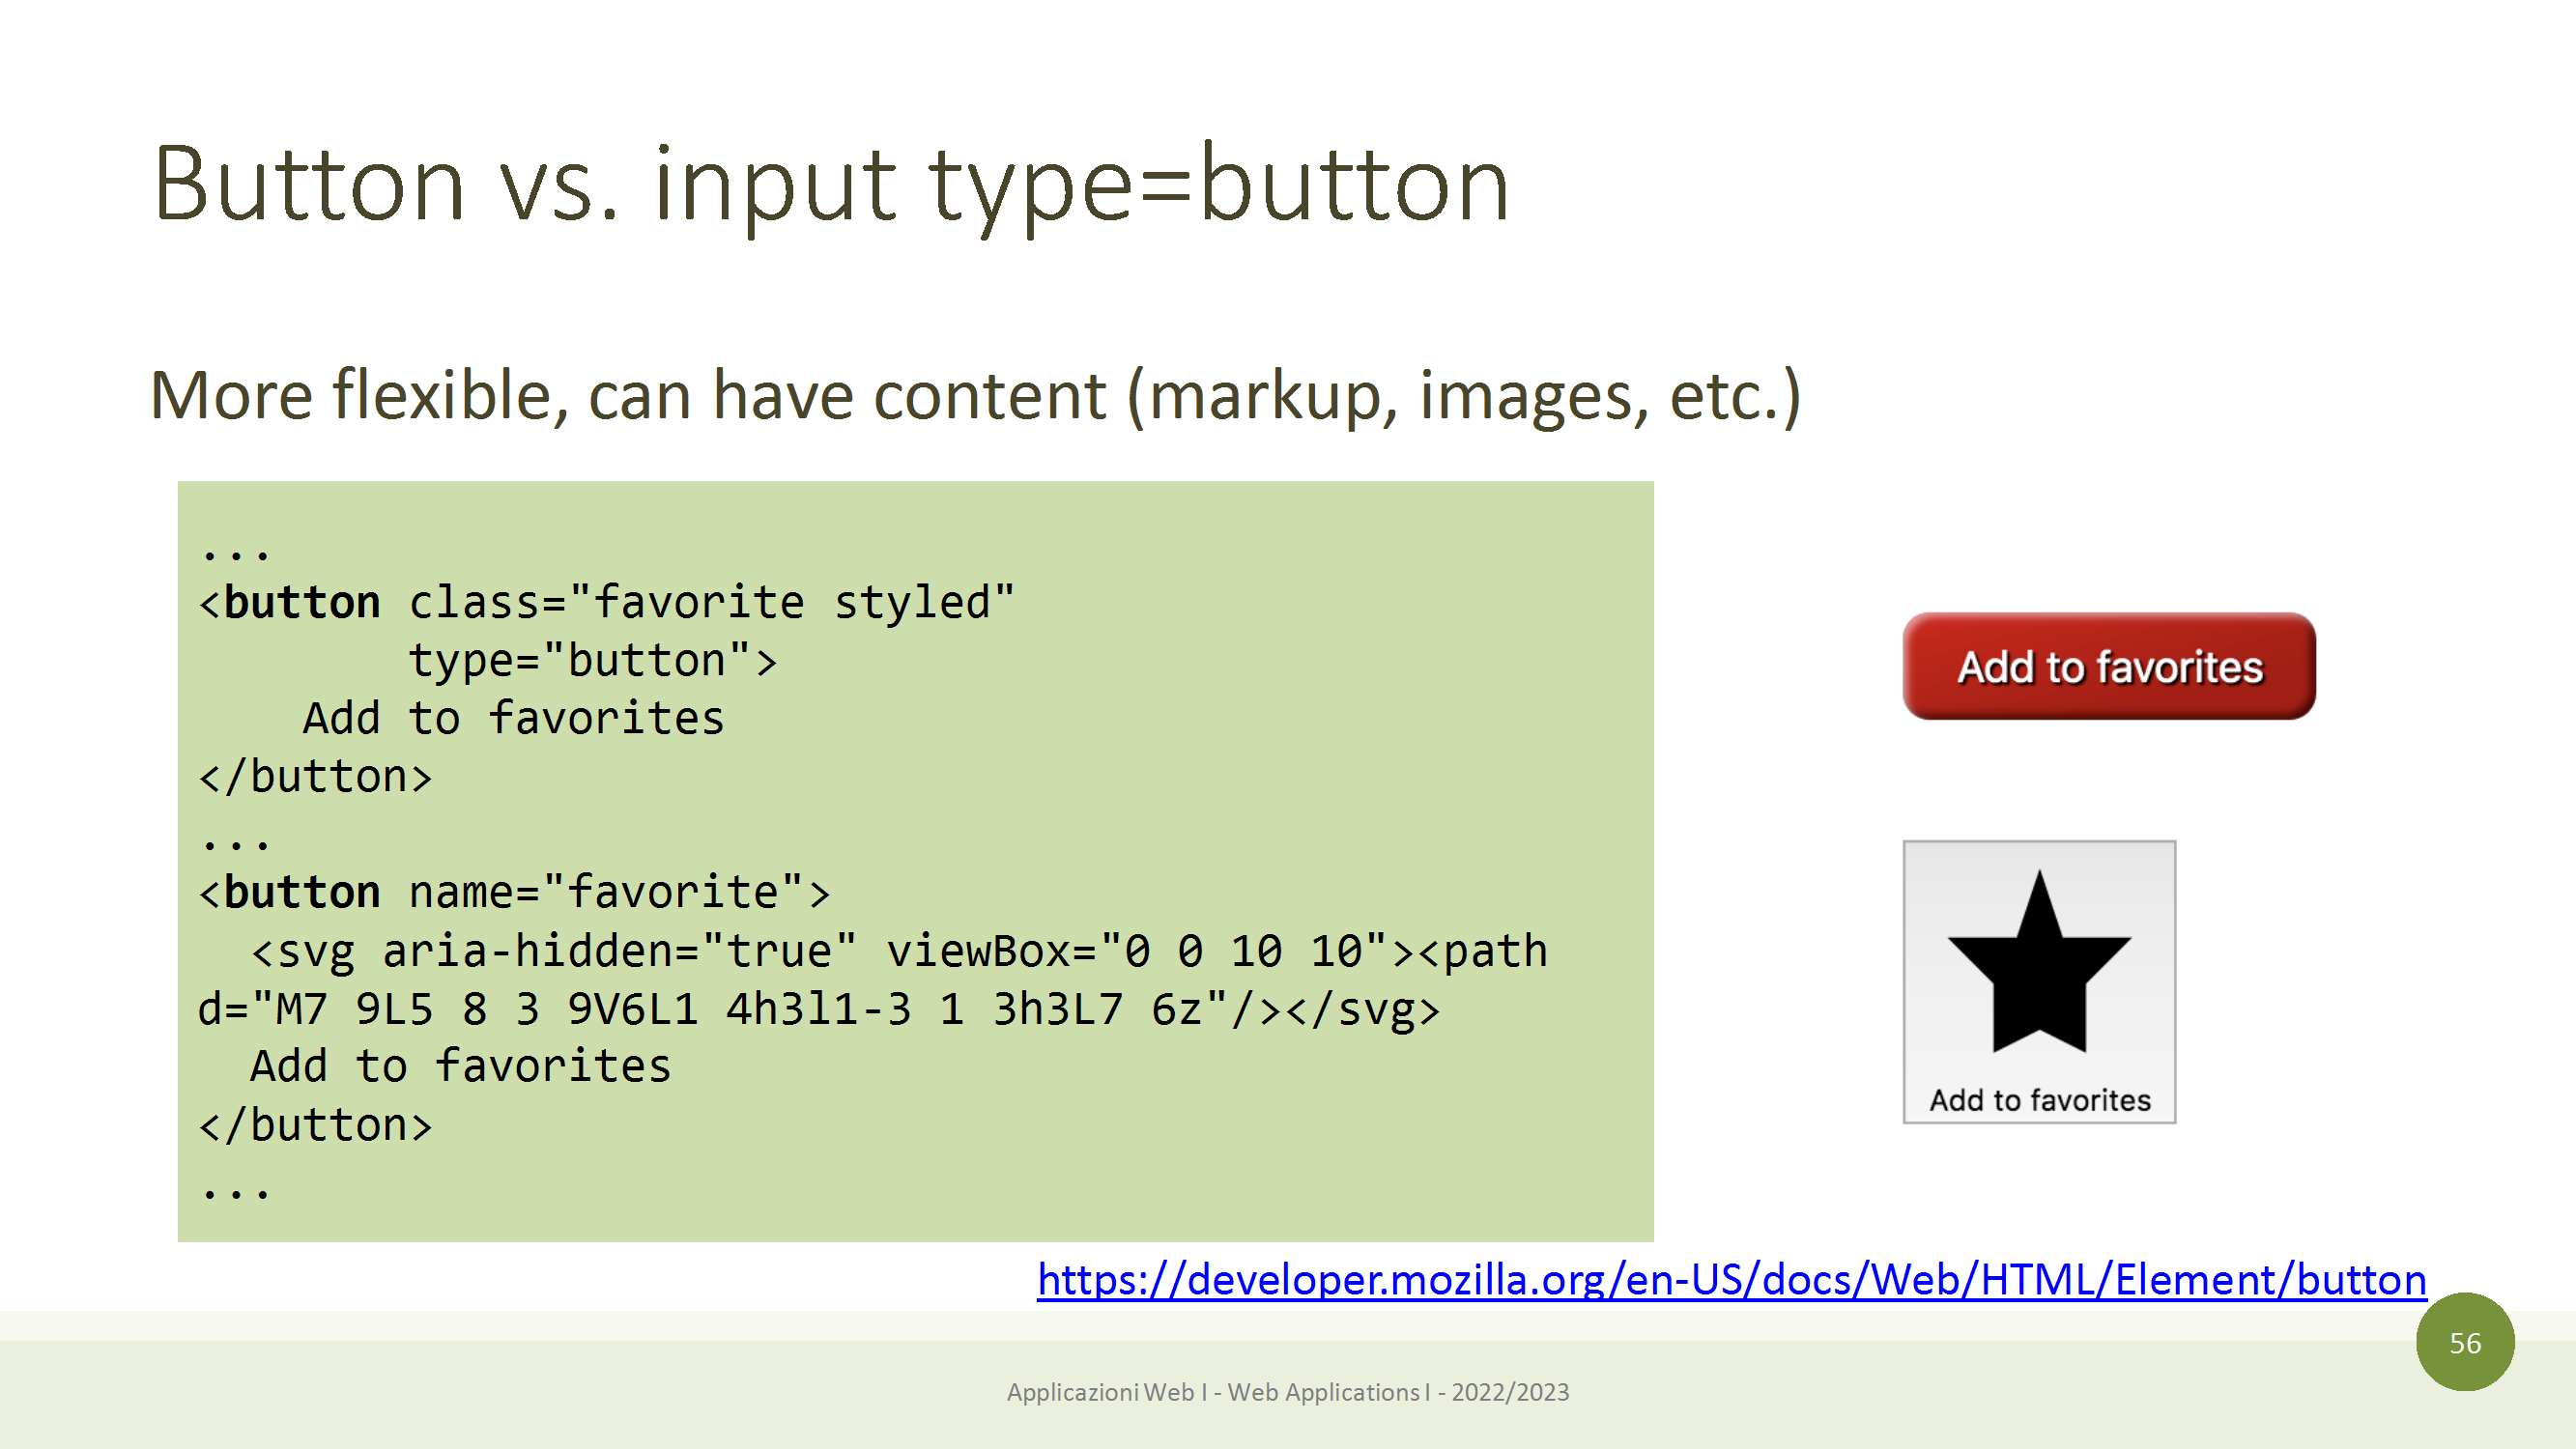 Button vs. input type=button
More flexible, can have content (markup, images, etc.)
...
<button class="favorite styled"
        type="button">
    Add to favorites
</button>
...
<button name="favorite">
  <svg aria-hidden="true" viewBox="0 0 10 10"><path
d="M7 9L5 8 3 9V6L1 4h3l1-3 1 3h3L7 6z"/></svg>
  Add to favorites
</button>
...
Add to favorites
Add to favorites
https://developer.mozilla.org/en-US/docs/Web/HTML/Element/button
56
Applicazioni Web I - Web Applications I - 2022/2023